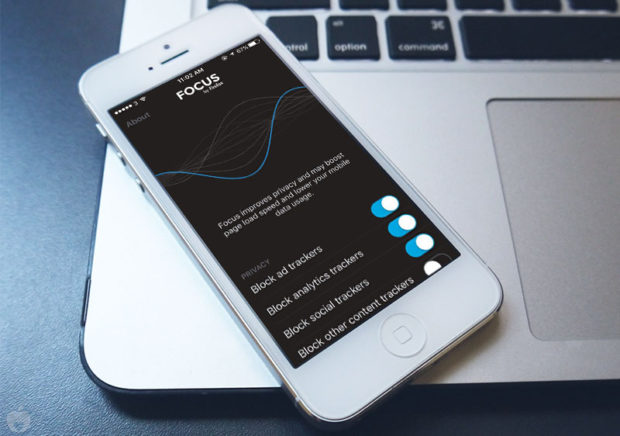 control
option
⌘
command
3
11:02 AM
67%
About
FOCUS
by Firefox
Focus improves privacy and may boost
page load speed and lower your mobile
data usage.
PRIVACY
Block ad trackers
Block analytics trackers
Block social trackers
Block other content trackers